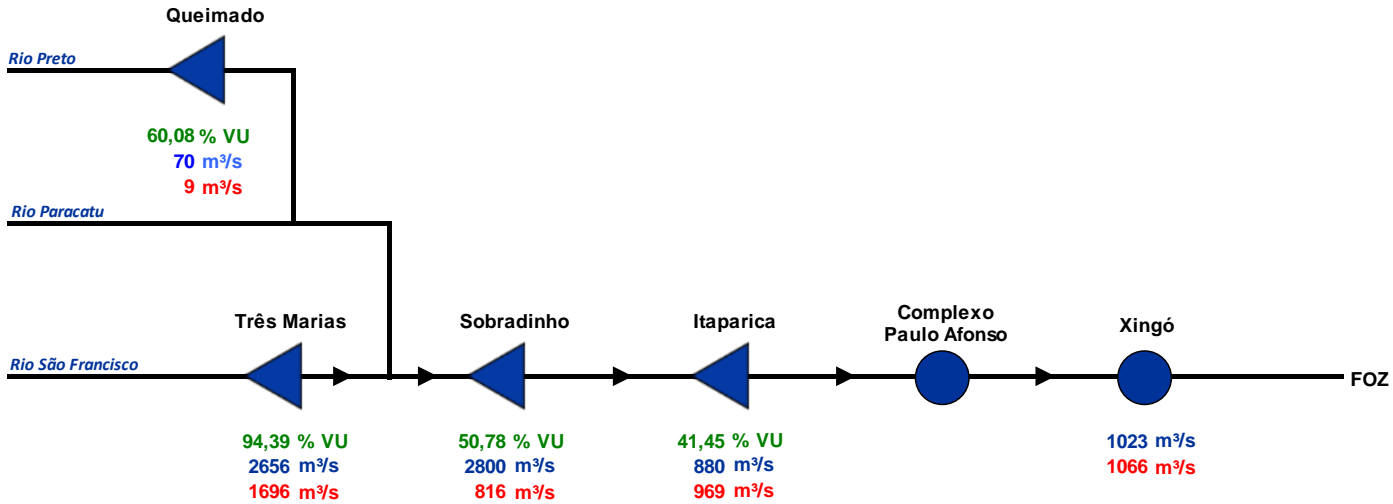 Queimado
Rio Preto
60,08 % VU
70 m³/s
9 m³/s
Rio Paracatu
Três Marias
Sobradinho
Itaparica
Complexo
Paulo Afonso
Xingó
Rio São Francisco
FOZ
94,39 % VU
2656 m³/s
1696 m³/s
50,78 % VU
2800 m³/s
816 m³/s
41,45 % VU
880 m³/s
969 m³/s
1023 m³/s
1066 m³/s